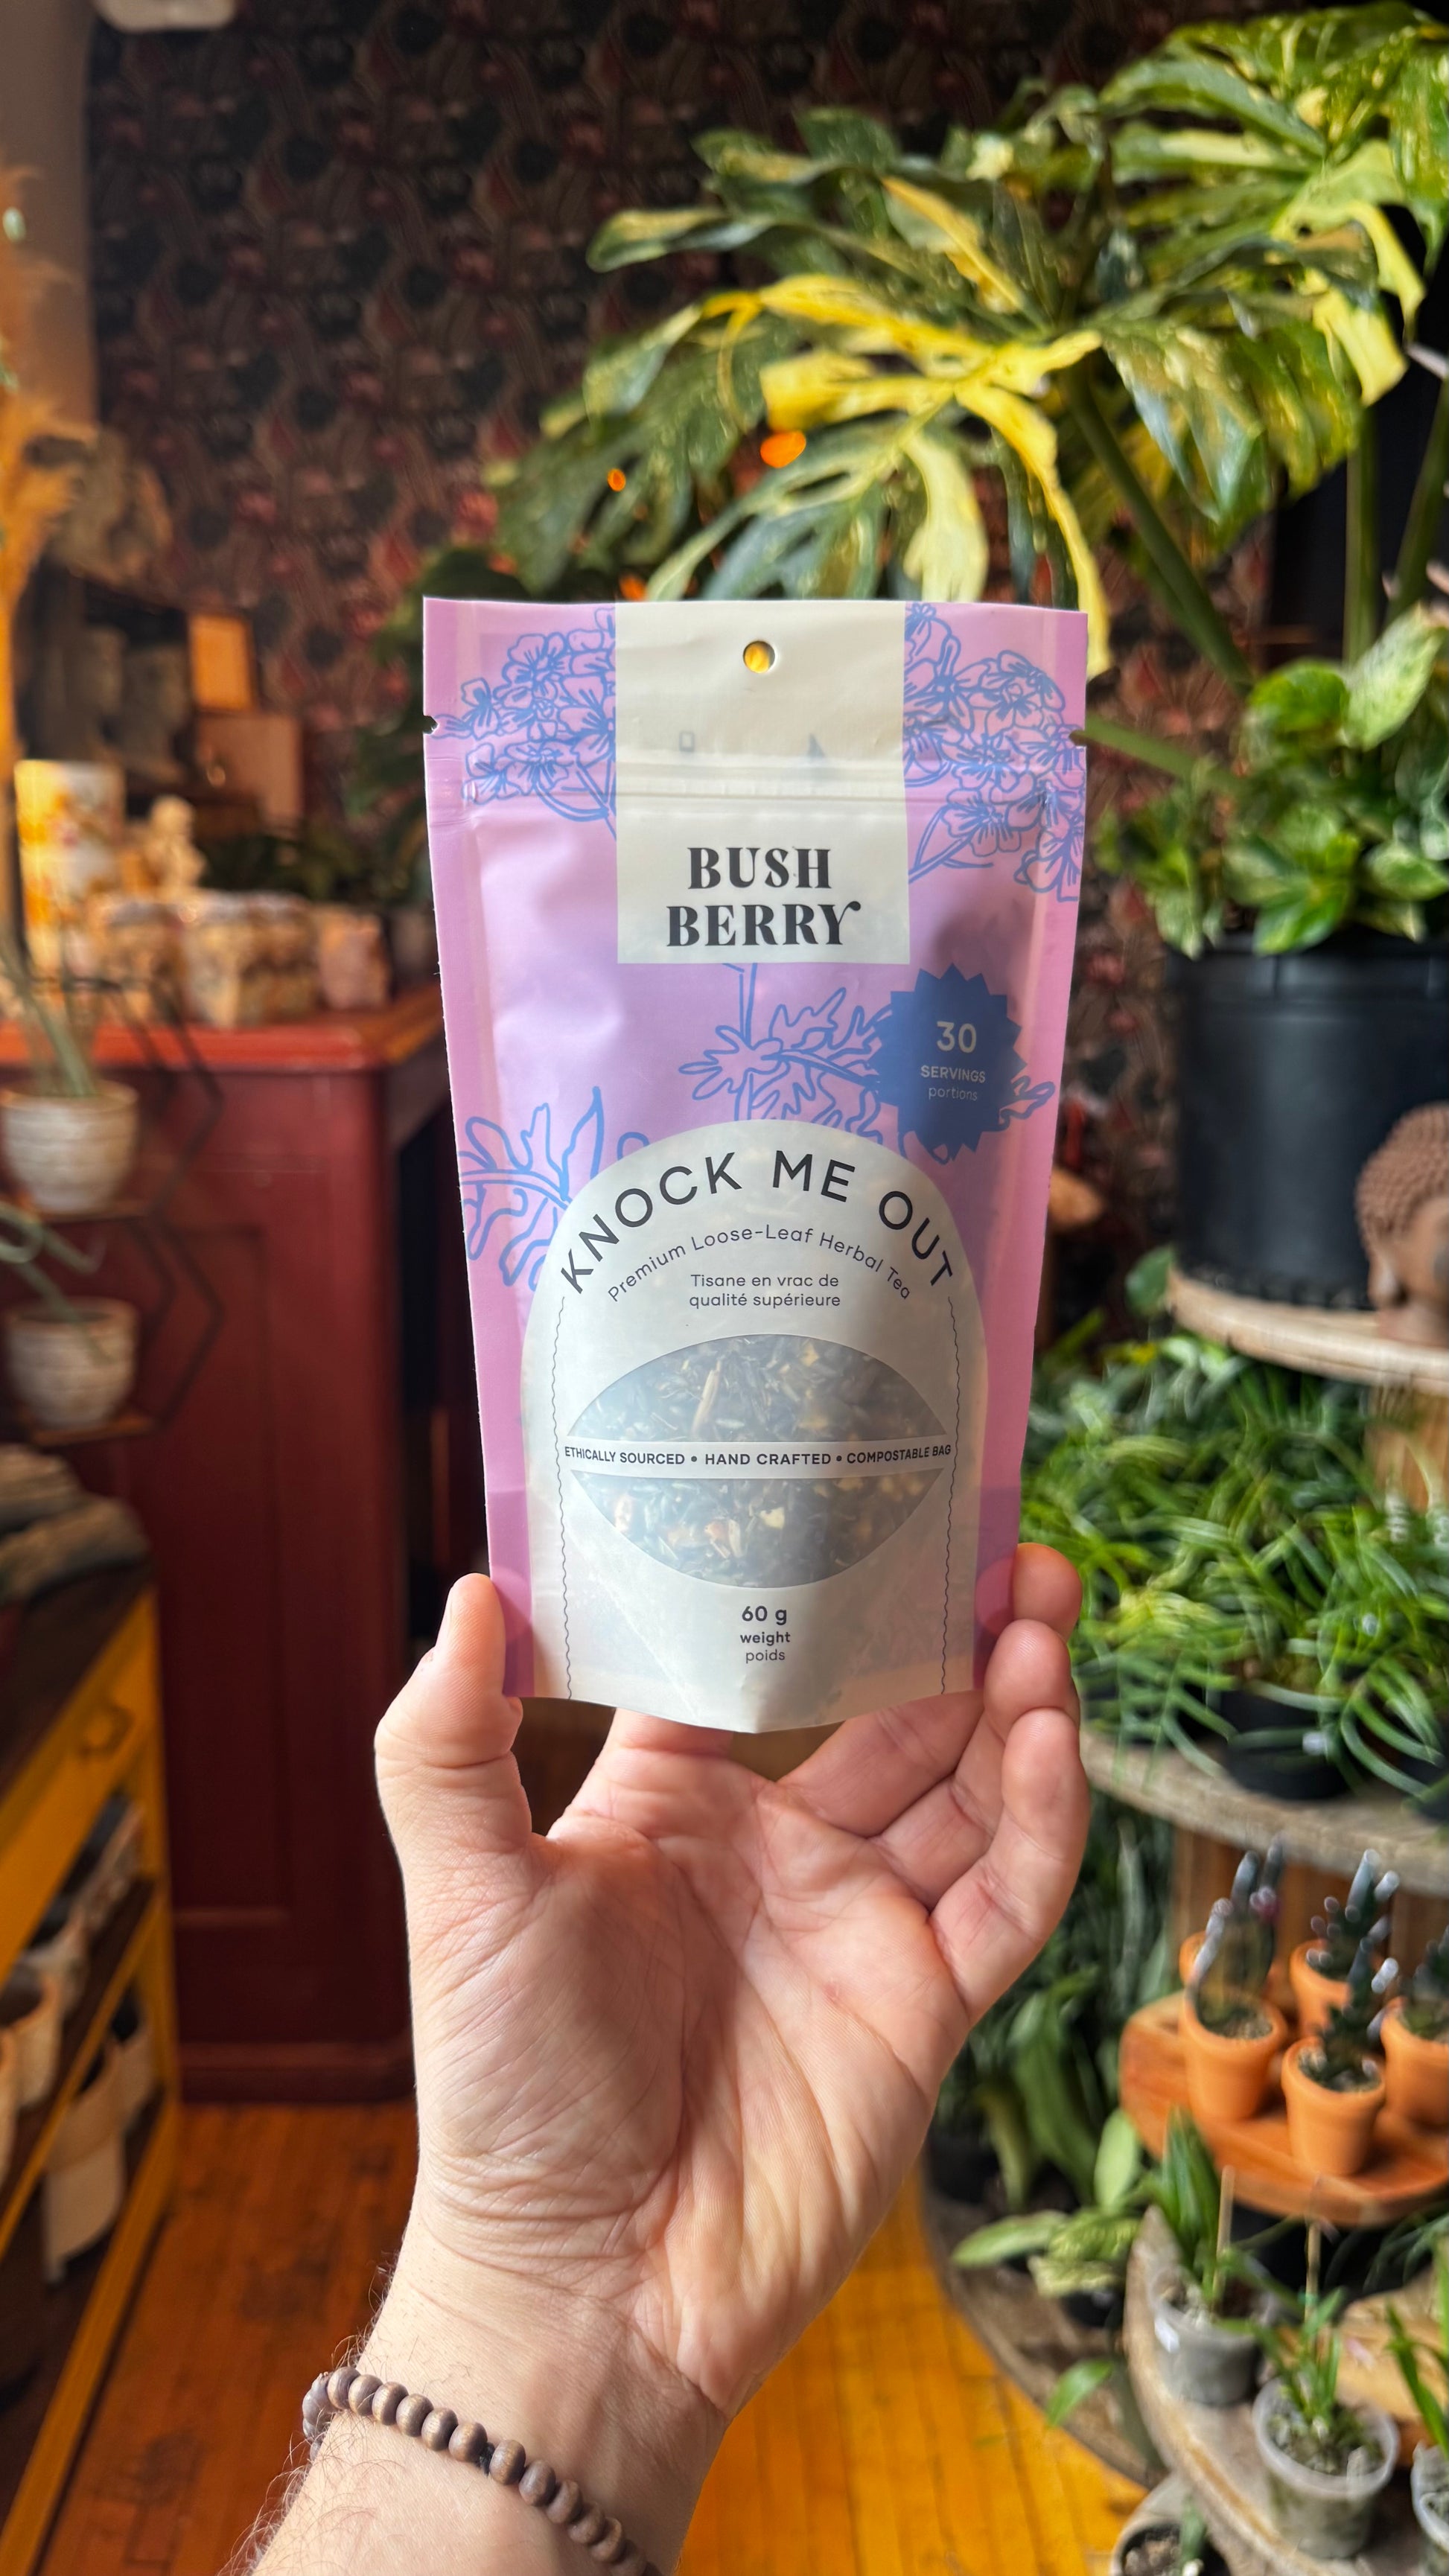 BUSH
BERRY
30
SERVINGS
portions
KNOCK ME OUT
Premium Loose-Leaf Herbal Tea
Tisane en vrac de
qualité supérieure
ETHICALLY SOURCED • HAND CRAFTED • COMPOSTABLE BAG
60 g
weight
poids